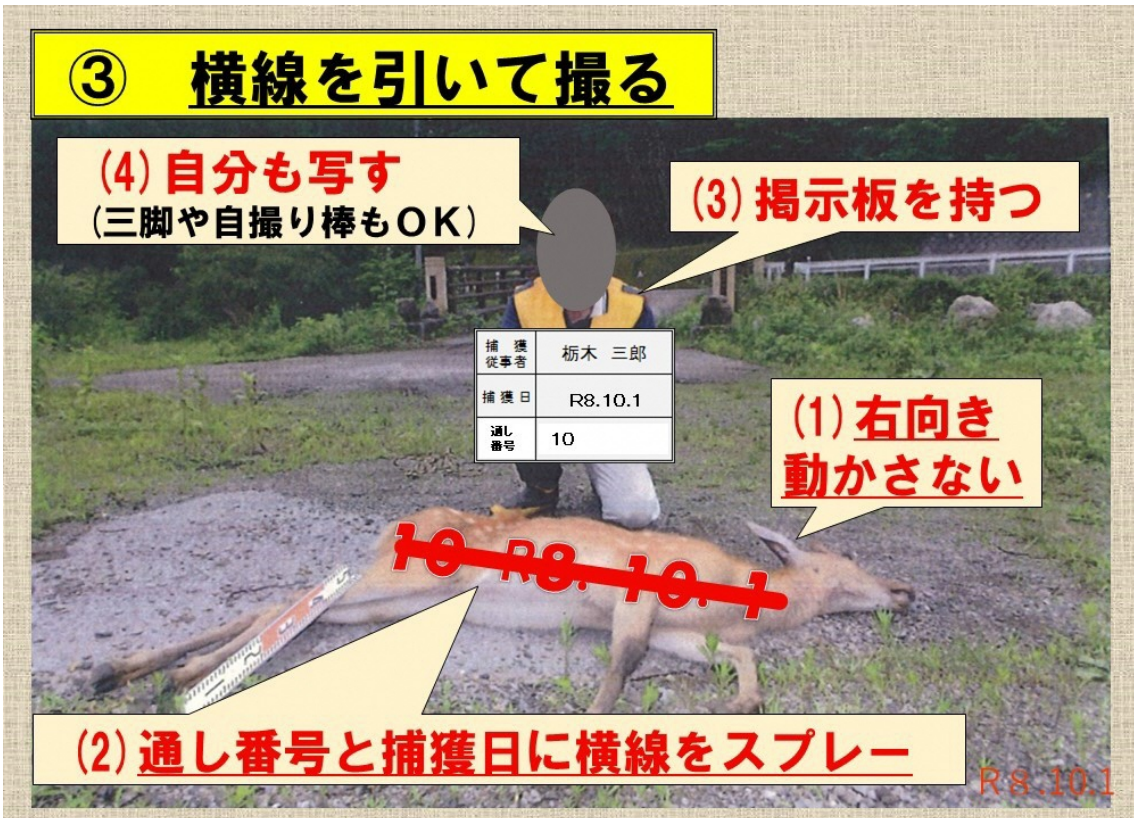 ③ 横線を引いて撮る
(4)自分も写す
(三脚や自撮り棒もOK)
(3)掲示板を持つ
捕獲従事者 栃木 三郎
捕獲日 R8.10.1
通し番号 10
(1)右向き
動かさない
10 R8.10.1
(2)通し番号と捕獲日に横線をスプレー
R8.10.1